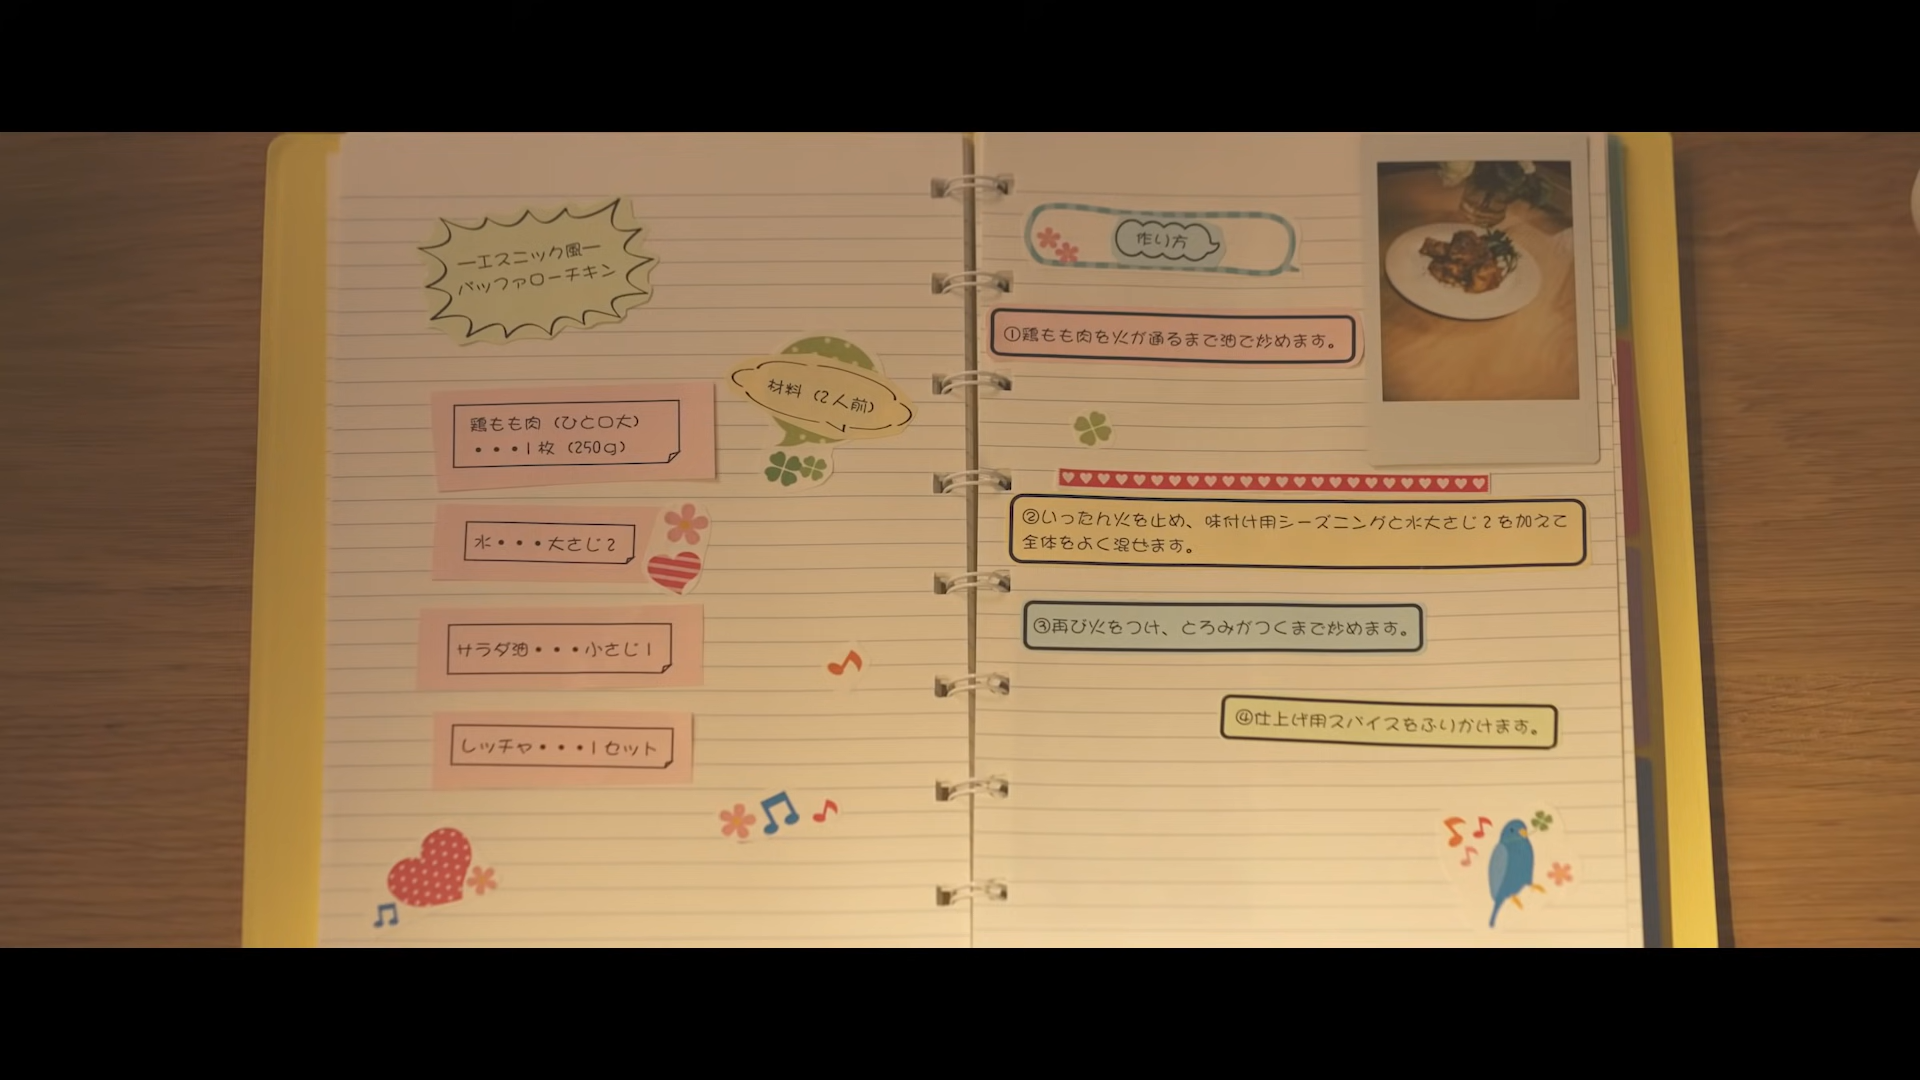 ―エスニック風―
バッファローチキン
材料（2人前）
鶏もも肉（ひと口大）
・・・1枚（250g）
水・・・大さじ2
サラダ油・・・小さじ1
レッチャ・・・1セット
作り方
①鶏もも肉を火が通るまで油で炒めます。
②いったん火を止め、味付け用シーズニングと水大さじ2を加えて
全体をよく混ぜます。
③再び火をつけ、とろみがつくまで炒めます。
④仕上げ用スパイスをふりかけます。